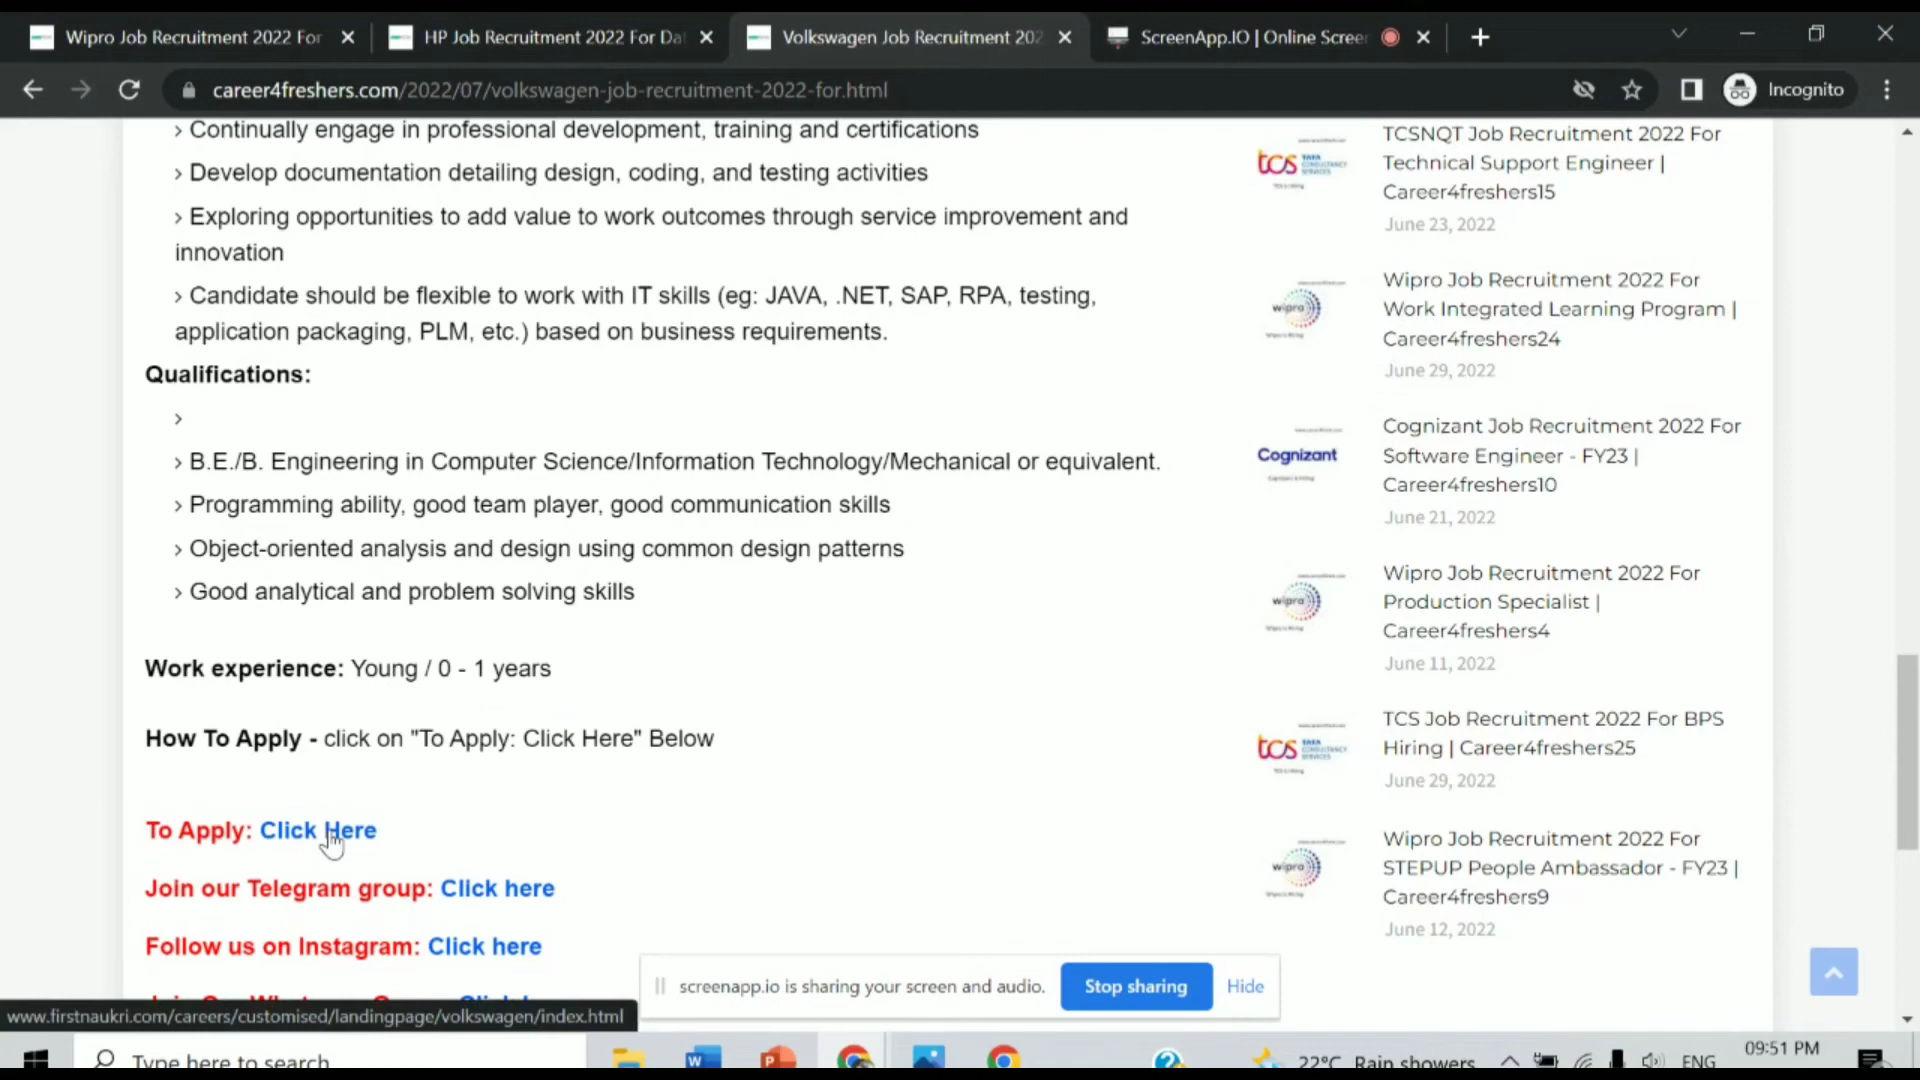 Wipro Job Recruitment 2022 For
HP Job Recruitment 2022 For Dat
Volkswagen Job Recruitment 202
ScreenApp.IO | Online Screen
career4freshers.com/2022/07/volkswagen-job-recruitment-2022-for.html
Incognito
› Continually engage in professional development, training and certifications
› Develop documentation detailing design, coding, and testing activities
› Exploring opportunities to add value to work outcomes through service improvement and
innovation
› Candidate should be flexible to work with IT skills (eg: JAVA, .NET, SAP, RPA, testing,
application packaging, PLM, etc.) based on business requirements.
Qualifications:
›
› B.E./B. Engineering in Computer Science/Information Technology/Mechanical or equivalent.
› Programming ability, good team player, good communication skills
› Object-oriented analysis and design using common design patterns
› Good analytical and problem solving skills
Work experience: Young / 0 - 1 years
How To Apply - click on "To Apply: Click Here" Below
To Apply: Click Here
Join our Telegram group: Click here
Follow us on Instagram: Click here
tcs TATA
CONSULTANCY
SERVICES
TCSNQT Job Recruitment 2022 For
Technical Support Engineer |
Career4freshers15
June 23, 2022
wipro
Wipro Job Recruitment 2022 For
Work Integrated Learning Program |
Career4freshers24
June 29, 2022
Cognizant
Cognizant Job Recruitment 2022 For
Software Engineer - FY23 |
Career4freshers10
June 21, 2022
wipro
Wipro Job Recruitment 2022 For
Production Specialist |
Career4freshers4
June 11, 2022
tcs TATA
CONSULTANCY
SERVICES
TCS Job Recruitment 2022 For BPS
Hiring | Career4freshers25
June 29, 2022
wipro
Wipro Job Recruitment 2022 For
STEPUP People Ambassador - FY23 |
Career4freshers9
June 12, 2022
screenapp.io is sharing your screen and audio.
Stop sharing
Hide
www.firstnaukri.com/careers/customised/landingpage/volkswagen/index.html
Type here to search
22°C Rain showers
ENG
09:51 PM